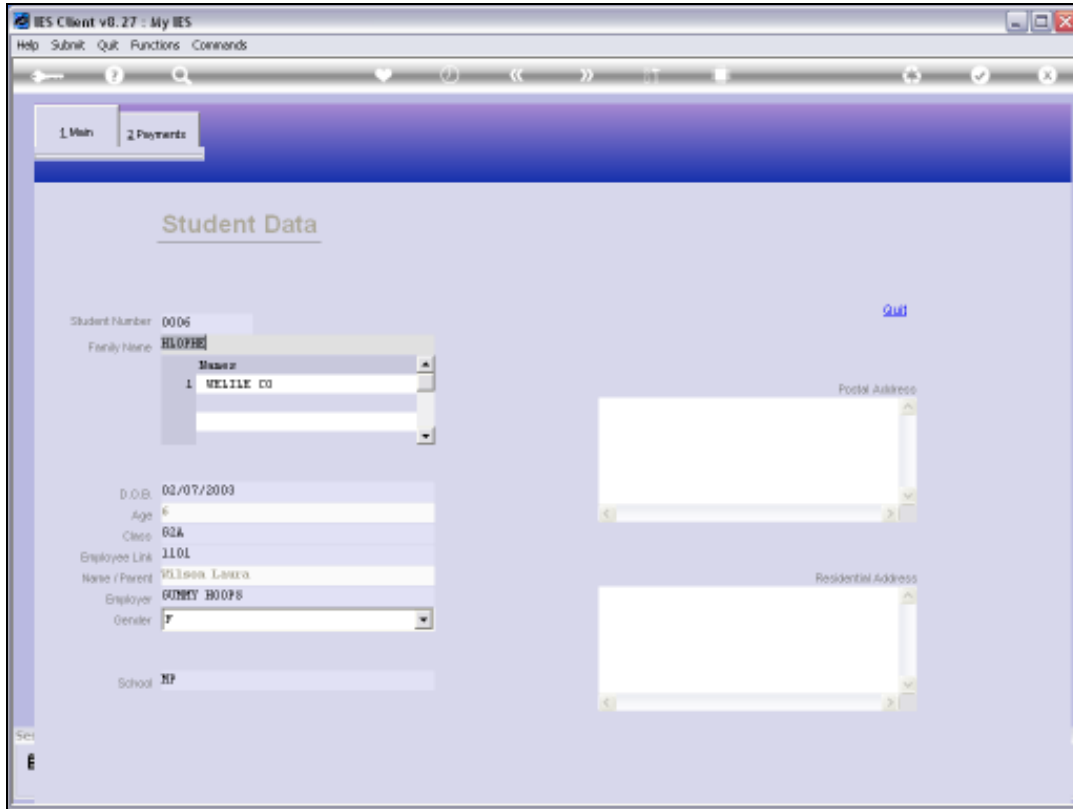 IES Client v8.27 : My IES
Help Submit Quit Functions Commands
1 Main 2 Payments
Student Data
Quit
Student Number 0006
Family Name HLOPHE
Names
1 WELILE CO
Postal Address
D.O.B. 02/07/2003
Age 6
Class G2A
Employee Link 1101
Name / Parent Wilson Laura
Residential Address
Employer GUMMY HOOPS
Gender F
School MP